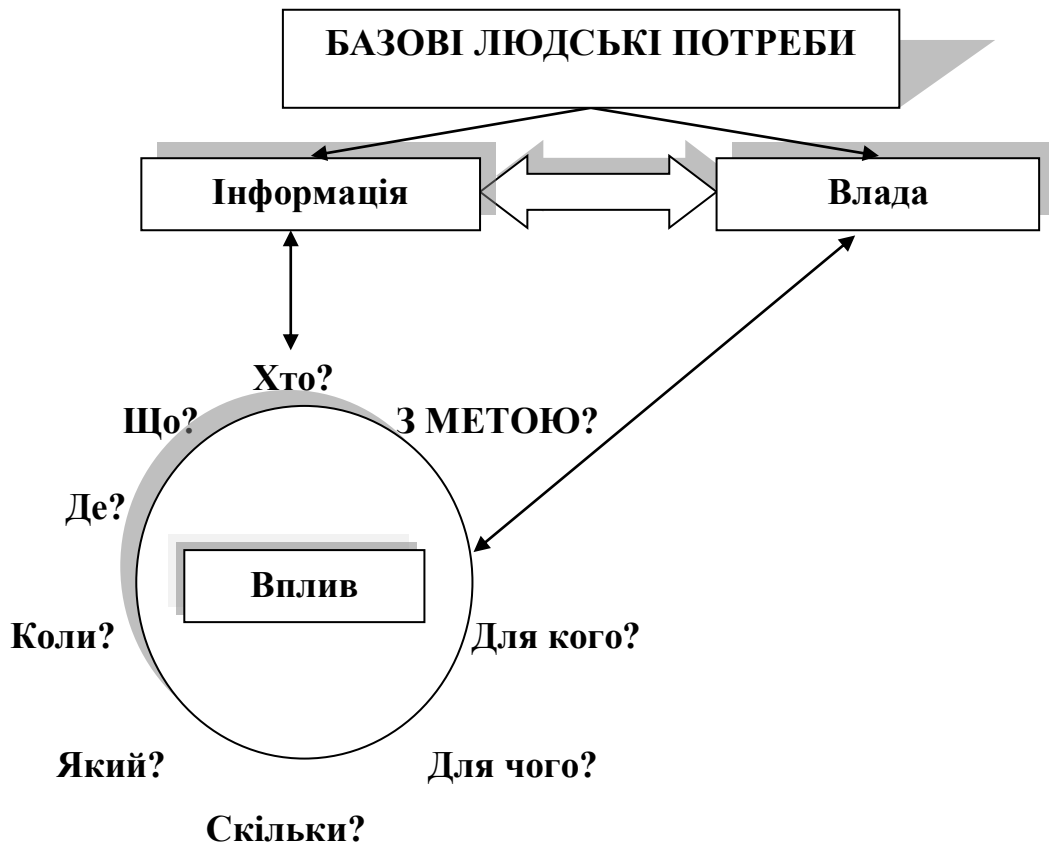 БАЗОВІ ЛЮДСЬКІ ПОТРЕБИ
Інформація
Влада
Хто?
Що?
З МЕТОЮ?
Де?
Вплив
Коли?
Для кого?
Який?
Для чого?
Скільки?